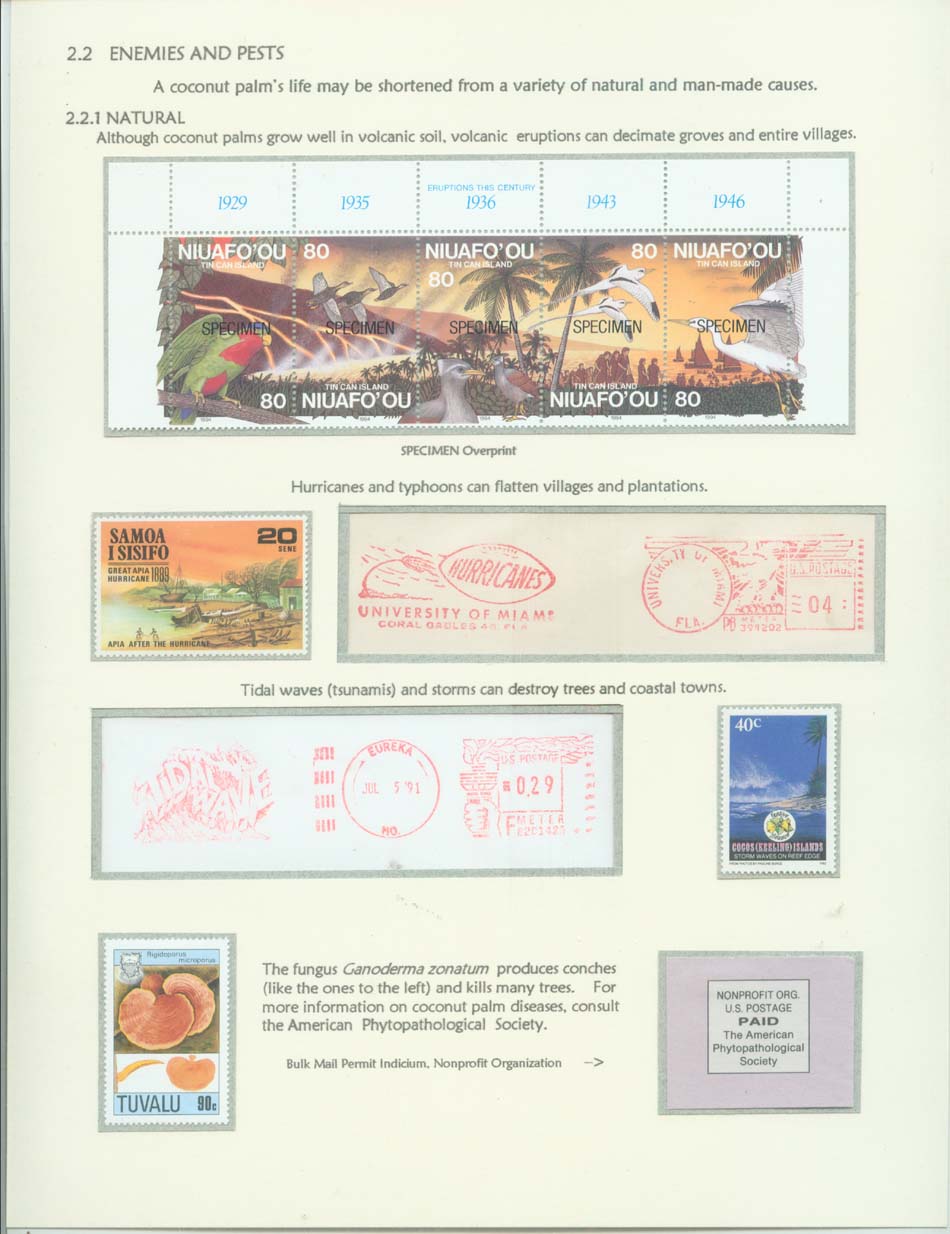 2.2 ENEMIES AND PESTS
A coconut palm's life may be shortened from a variety of natural and man-made causes.
2.2.1 NATURAL
Although coconut palms grow well in volcanic soil, volcanic eruptions can decimate groves and entire villages.
ERUPTIONS THIS CENTURY
1929 1935 1936 1943 1946
NIUAFO'OU 80 NIUAFO'OU 80 NIUAFO'OU
TIN CAN ISLAND TIN CAN ISLAND TIN CAN ISLAND
80
SPECIMEN SPECIMEN SPECIMEN SPECIMEN SPECIMEN
TIN CAN ISLAND TIN CAN ISLAND
80 NIUAFO'OU NIUAFO'OU 80
1994 1994 1994 1994 1994
SPECIMEN Overprint
Hurricanes and typhoons can flatten villages and plantations.
SAMOA
I SISIFO
20
SENE
GREAT APIA
HURRICANE 1889
APIA AFTER THE HURRICANE
HURRICANES
UNIVERSITY OF MIAMI
CORAL GABLES 46, FLA.
UNIVERSITY OF MIAMI
FLA.
U.S. POSTAGE
04
PB METER
394202
Tidal waves (tsunamis) and storms can destroy trees and coastal towns.
TIDAL
WAVE
EUREKA
JUL 5 '91
MO.
U.S. POSTAGE
0.29
F METER
40c
COCOS (KEELING) ISLANDS
STORM WAVES ON REEF EDGE
Rigidoporus
microporus
TUVALU 90c
The fungus Ganoderma zonatum produces conches
(like the ones to the left) and kills many trees. For
more information on coconut palm diseases, consult
the American Phytopathological Society.
Bulk Mail Permit Indicium, Nonprofit Organization -->
NONPROFIT ORG.
U.S. POSTAGE
PAID
The American
Phytopathological
Society